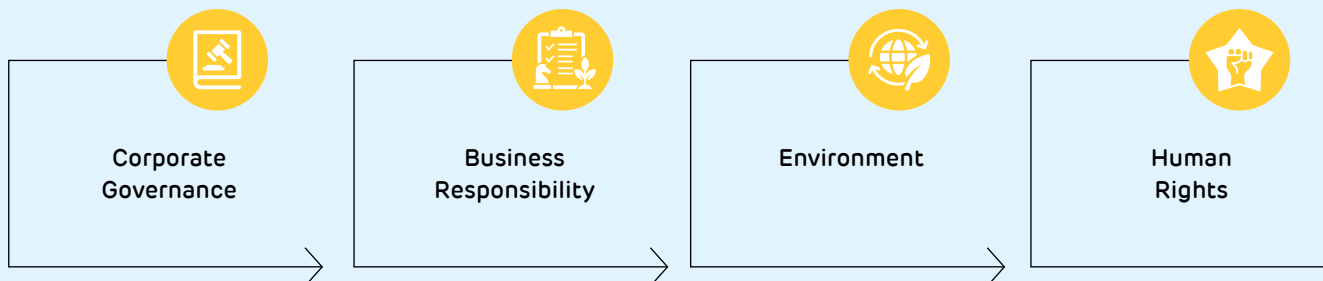 Corporate
Governance
Business
Responsibility
Environment
Human
Rights